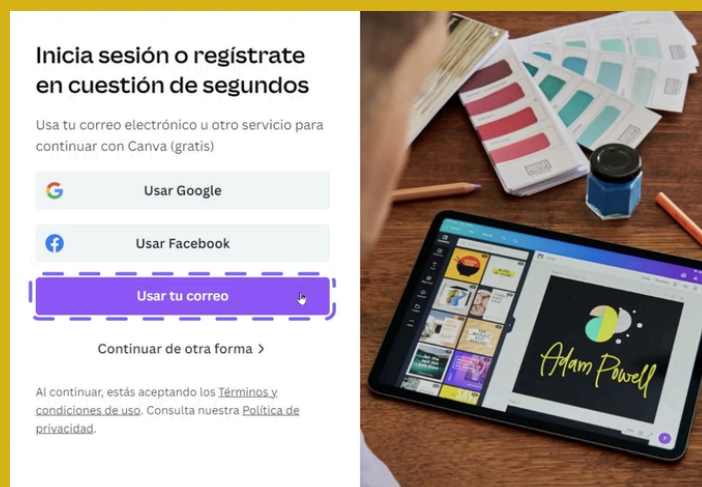 Inicia sesión o regístrate
en cuestión de segundos
Usa tu correo electrónico u otro servicio para
continuar con Canva (gratis)
Usar Google
Usar Facebook
Usar tu correo
Continuar de otra forma >
Al continuar, estás aceptando los Términos y
condiciones de uso. Consulta nuestra Política de
privacidad.
Adam Powell